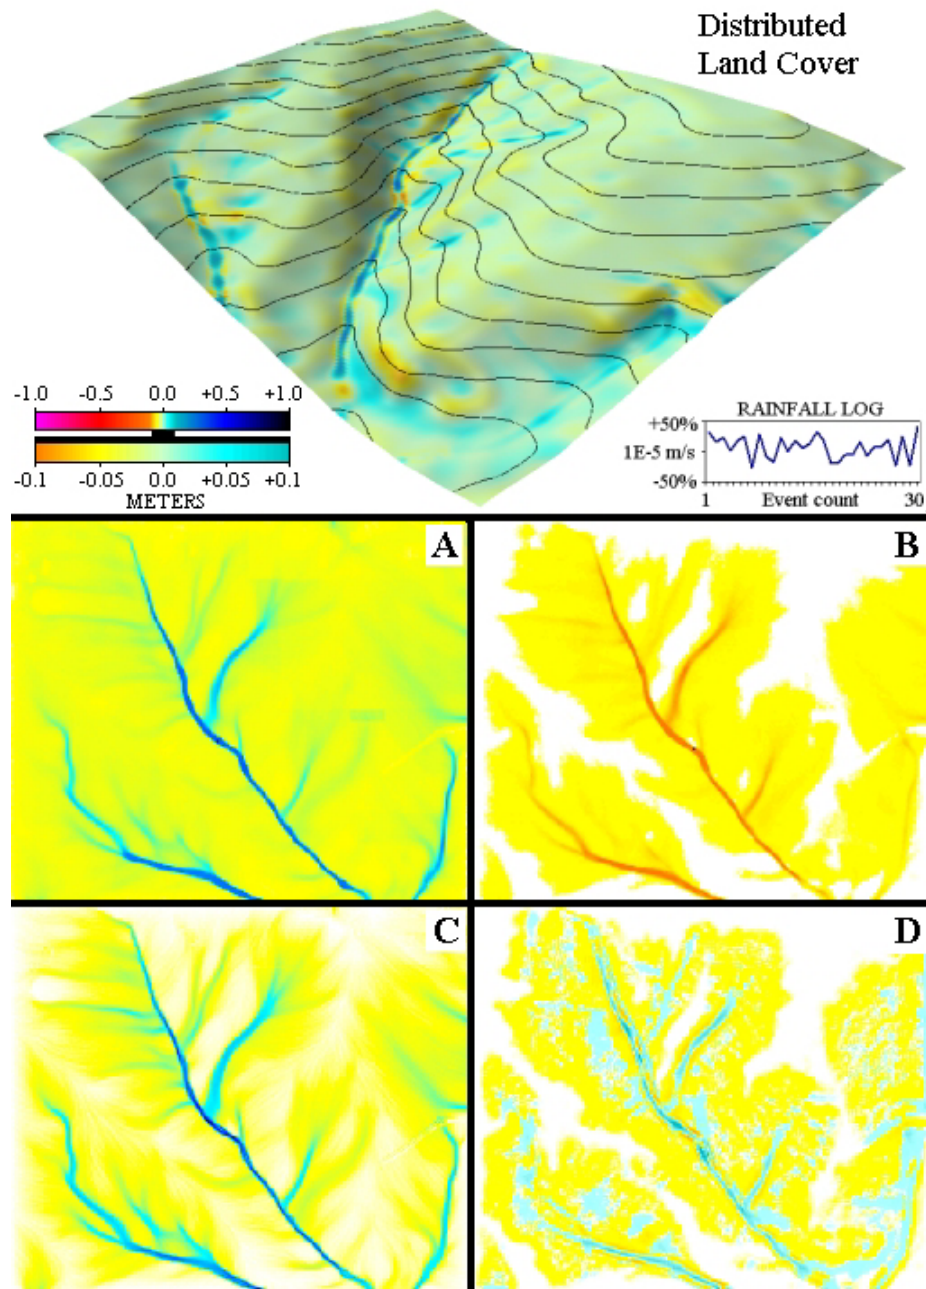 Distributed
Land Cover
-1.0 -0.5 0.0 +0.5 +1.0
-0.1 -0.05 0.0 +0.05 +0.1
METERS
RAINFALL LOG
+50%
1E-5 m/s
-50%
1 Event count 30
A
B
C
D